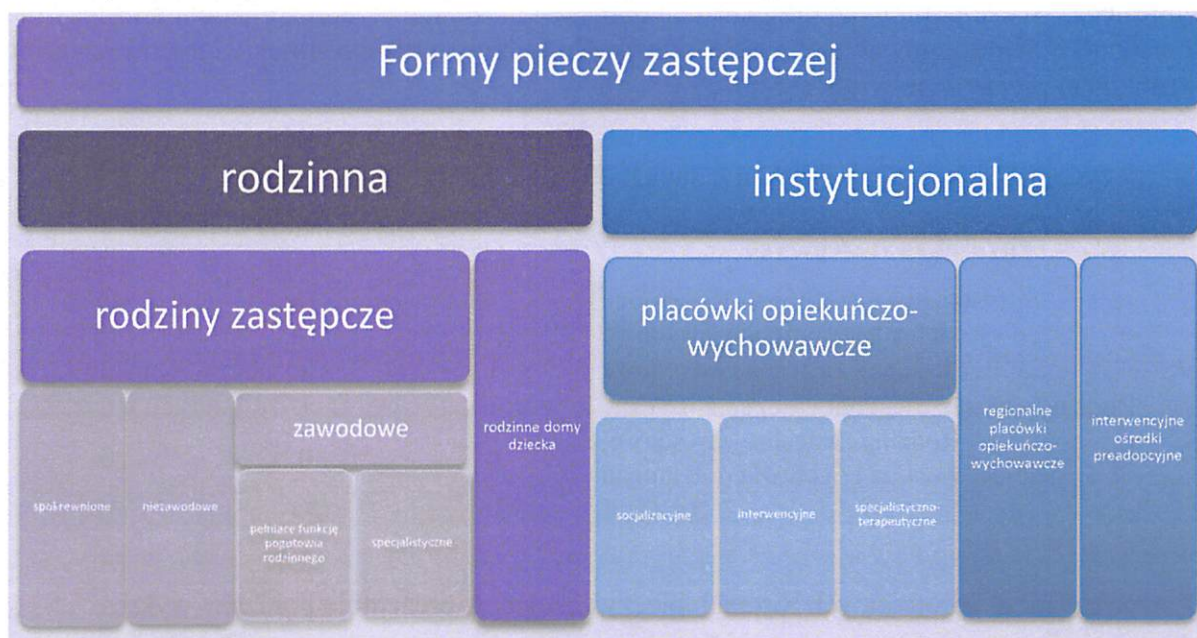 Formy pieczy zastępczej
rodzinna
instytucjonalna
rodziny zastępcze
rodzinne domy
dziecka
placówki opiekuńczo-
wychowawcze
regionalne
placówki
opiekuńczo-
wychowawcze
interwencyjne
ośrodki
preadopcyjne
spokrewnione
niezawodowe
zawodowe
pełniące funkcję
pogotowia
rodzinnego
specjalistyczne
socjalizacyjne
interwencyjne
specjalistyczno-
terapeutyczne